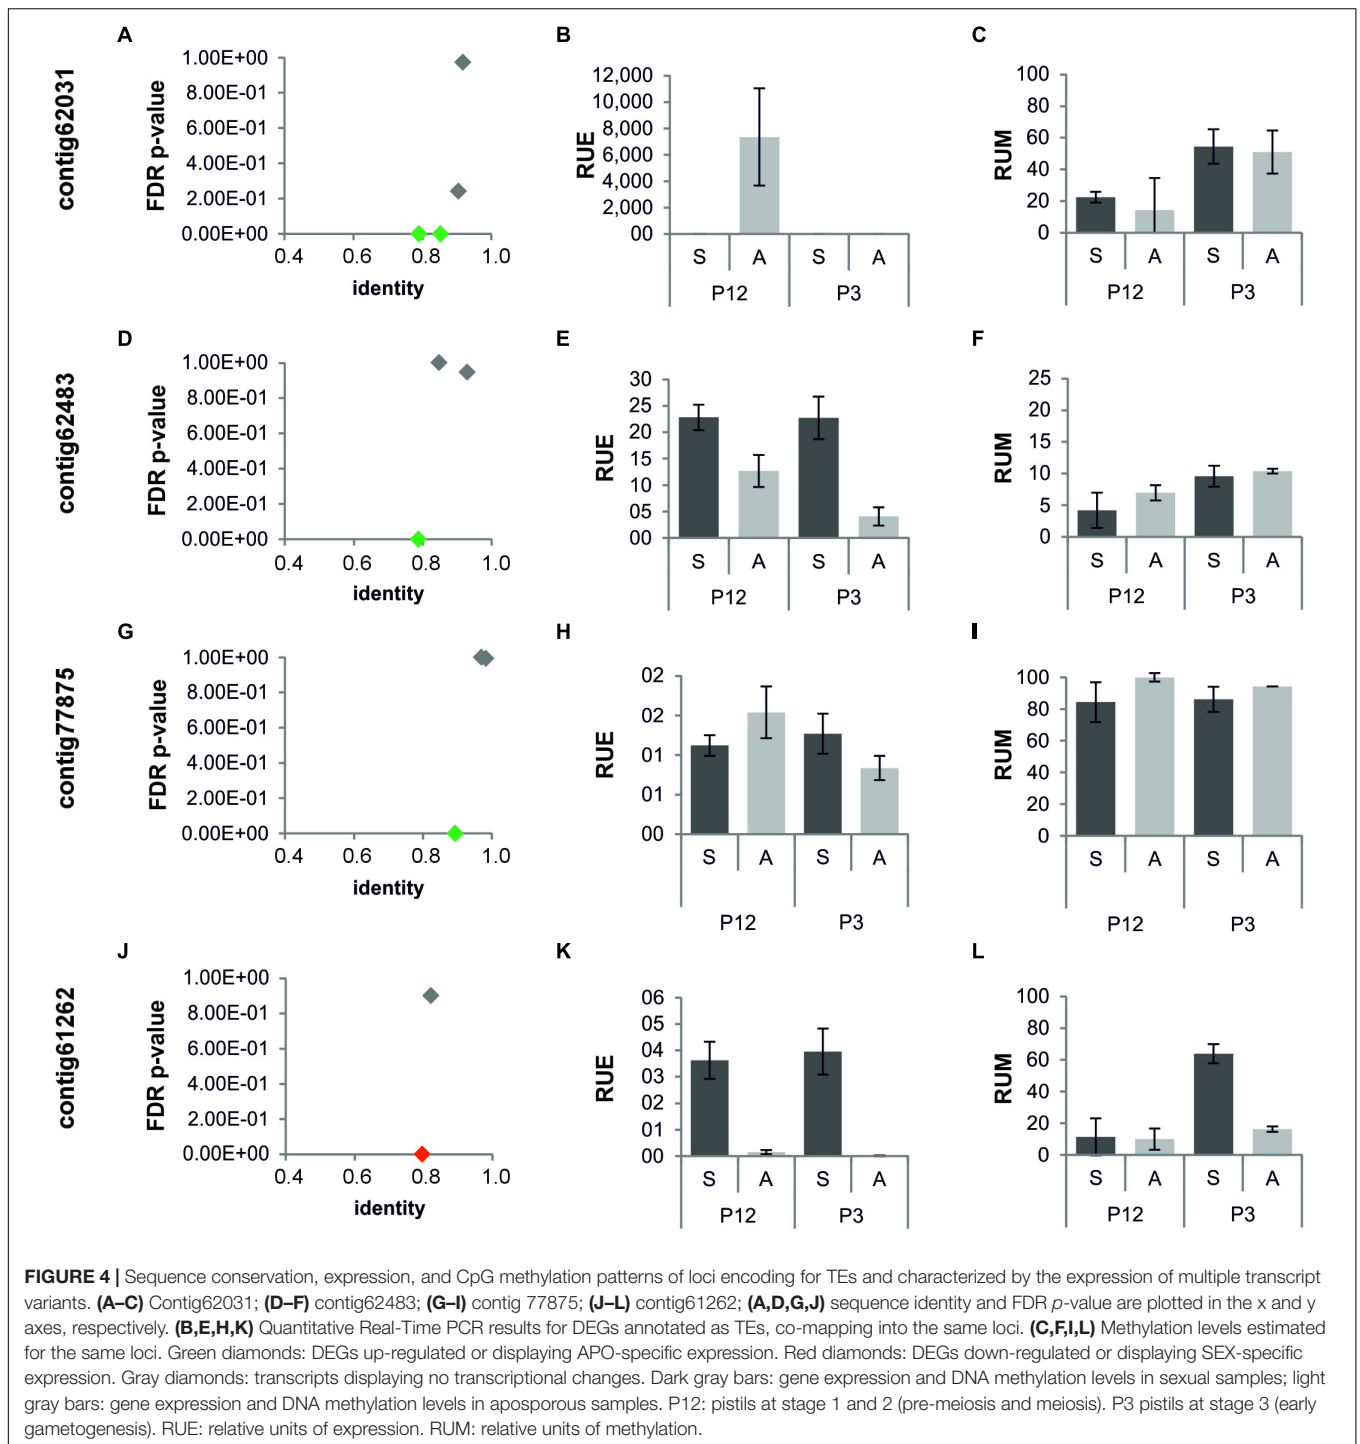 A B C
contig62031
FDR p-value
1.00E+00
8.00E-01
6.00E-01
4.00E-01
2.00E-01
0.00E+00
0.4 0.6 0.8 1.0
identity
RUE
12,000
10,000
8,000
6,000
4,000
2,000
00
S A S A
P12 P3
RUM
100
80
60
40
20
0
S A S A
P12 P3
D E F
contig62483
FDR p-value
1.00E+00
8.00E-01
6.00E-01
4.00E-01
2.00E-01
0.00E+00
0.4 0.6 0.8 1.0
identity
RUE
30
25
20
15
10
05
00
S A S A
P12 P3
RUM
25
20
15
10
5
0
S A S A
P12 P3
G H I
contig77875
FDR p-value
1.00E+00
8.00E-01
6.00E-01
4.00E-01
2.00E-01
0.00E+00
0.4 0.6 0.8 1.0
identity
RUE
02
02
01
01
00
S A S A
P12 P3
RUM
100
80
60
40
20
0
S A S A
P12 P3
J K L
contig61262
FDR p-value
1.00E+00
8.00E-01
6.00E-01
4.00E-01
2.00E-01
0.00E+00
0.4 0.6 0.8 1.0
identity
RUE
06
05
04
03
02
01
00
S A S A
P12 P3
RUM
100
80
60
40
20
0
S A S A
P12 P3
FIGURE 4 | Sequence conservation, expression, and CpG methylation patterns of loci encoding for TEs and characterized by the expression of multiple transcript
variants. (A–C) Contig62031; (D–F) contig62483; (G–I) contig 77875; (J–L) contig61262; (A,D,G,J) sequence identity and FDR p-value are plotted in the x and y
axes, respectively. (B,E,H,K) Quantitative Real-Time PCR results for DEGs annotated as TEs, co-mapping into the same loci. (C,F,I,L) Methylation levels estimated
for the same loci. Green diamonds: DEGs up-regulated or displaying APO-specific expression. Red diamonds: DEGs down-regulated or displaying SEX-specific
expression. Gray diamonds: transcripts displaying no transcriptional changes. Dark gray bars: gene expression and DNA methylation levels in sexual samples; light
gray bars: gene expression and DNA methylation levels in aposporous samples. P12: pistils at stage 1 and 2 (pre-meiosis and meiosis). P3 pistils at stage 3 (early
gametogenesis). RUE: relative units of expression. RUM: relative units of methylation.